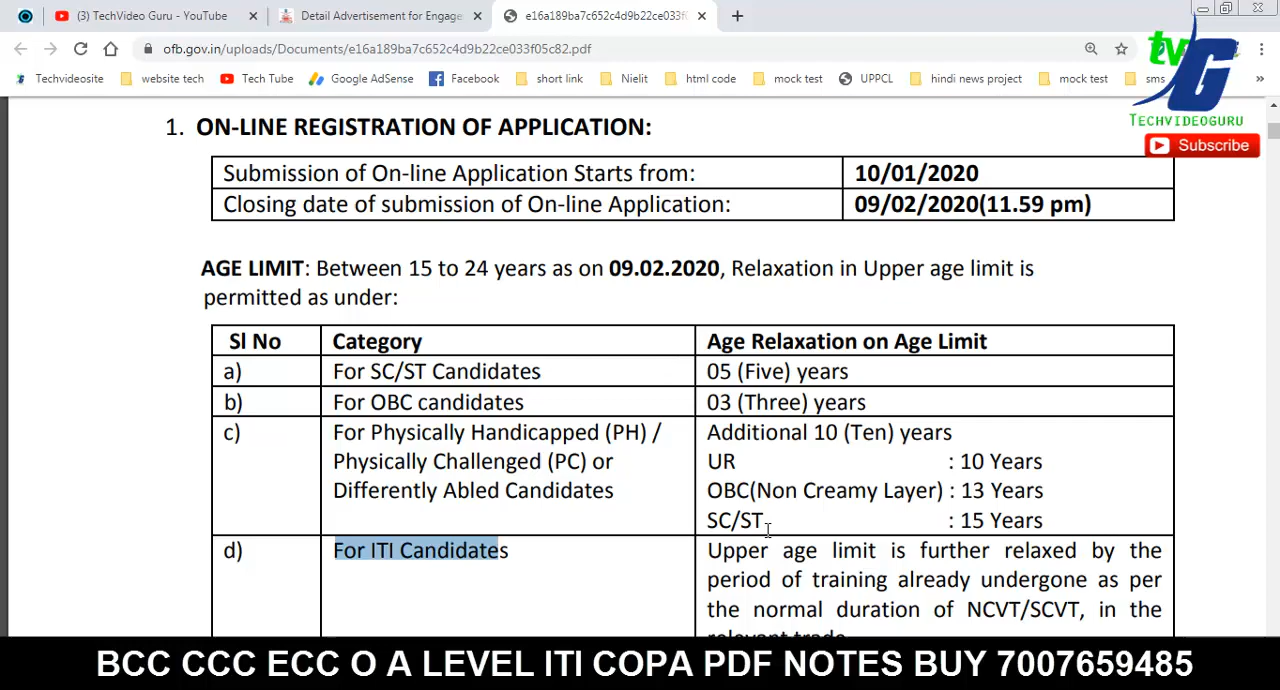 (3) TechVideo Guru - YouTube
Detail Advertisement for Engage
e16a189ba7c652c4d9b22ce033f0
ofb.gov.in/uploads/Documents/e16a189ba7c652c4d9b22ce033f05c82.pdf
Techvideosite
website tech
Tech Tube
Google AdSense
Facebook
short link
Nielit
html code
mock test
UPPCL
hindi news project
mock test
sms
tv
G
TECHVIDEOGURU
Subscribe
1. ON-LINE REGISTRATION OF APPLICATION:
Submission of On-line Application Starts from: 10/01/2020
Closing date of submission of On-line Application: 09/02/2020(11.59 pm)
AGE LIMIT: Between 15 to 24 years as on 09.02.2020, Relaxation in Upper age limit is
permitted as under:
Sl No Category Age Relaxation on Age Limit
a) For SC/ST Candidates 05 (Five) years
b) For OBC candidates 03 (Three) years
c) For Physically Handicapped (PH) / Additional 10 (Ten) years
Physically Challenged (PC) or UR : 10 Years
Differently Abled Candidates OBC(Non Creamy Layer) : 13 Years
SC/ST : 15 Years
d) For ITI Candidates Upper age limit is further relaxed by the
period of training already undergone as per
the normal duration of NCVT/SCVT, in the
relevant trade
BCC CCC ECC O A LEVEL ITI COPA PDF NOTES BUY 7007659485